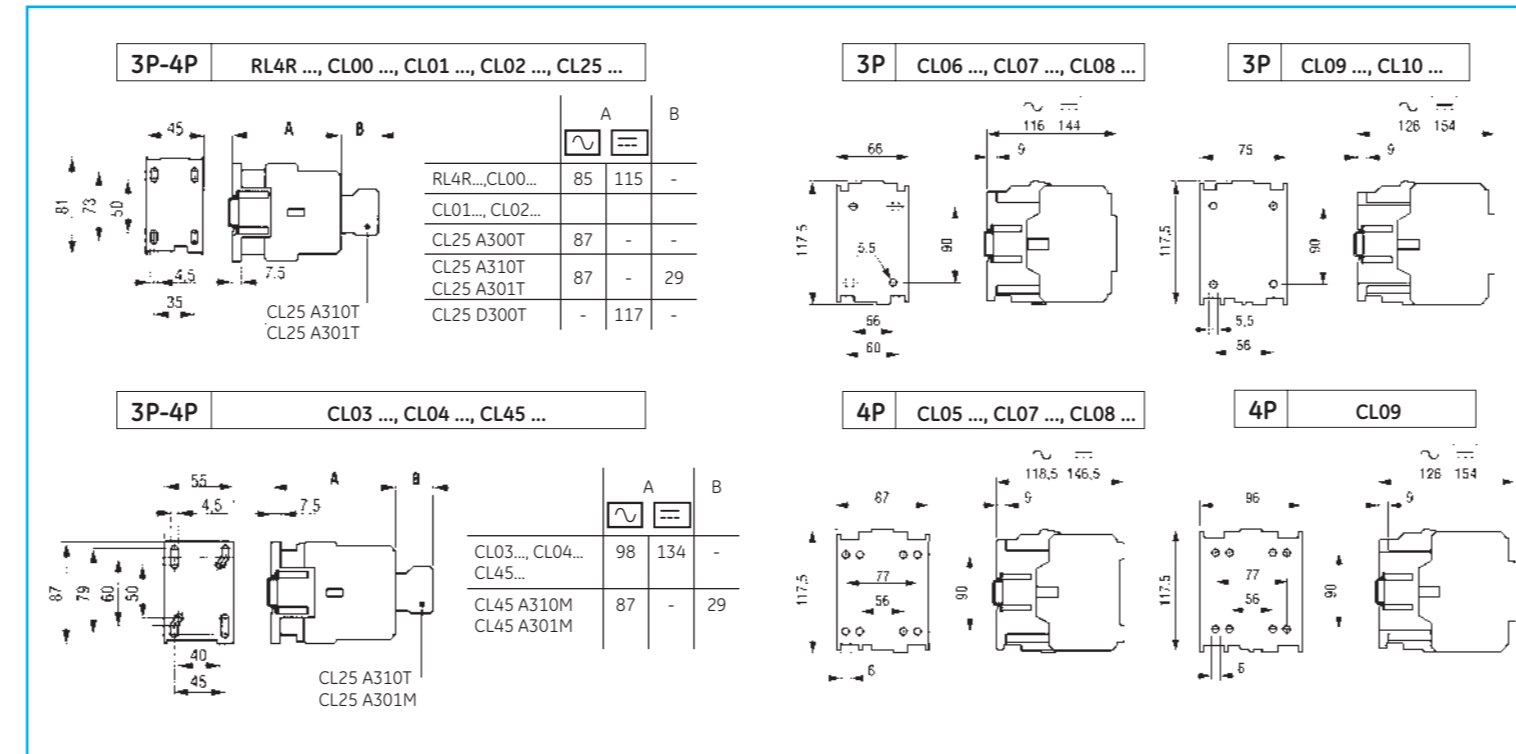 3P-4P RL4R ..., CL00 ..., CL01 ..., CL02 ..., CL25 ...
A B
RL4R...,CL00... 85 115 -
CL01..., CL02...
CL25 A300T 87 - -
CL25 A310T
CL25 A301T
87 - 29
CL25 D300T - 117 -
45
A
B
81
73
50
4,5
35
7.5
CL25 A310T
CL25 A301T
3P CL06 ..., CL07 ..., CL08 ...
116 144
9
66
117.5
5.5
90
56
60
3P CL09 ..., CL10 ...
126 154
9
75
117.5
90
5,5
56
3P-4P CL03 ..., CL04 ..., CL45 ...
A B
CL03..., CL04...
CL45...
98 134 -
CL45 A310M
CL45 A301M
87 - 29
55
4,5
7.5
A
B
87
79
60
50
40
45
CL25 A310T
CL25 A301M
4P CL05 ..., CL07 ..., CL08 ...
118,5 146,5
9
87
117.5
77
56
90
6
4P CL09
126 154
9
96
117.5
77
56
90